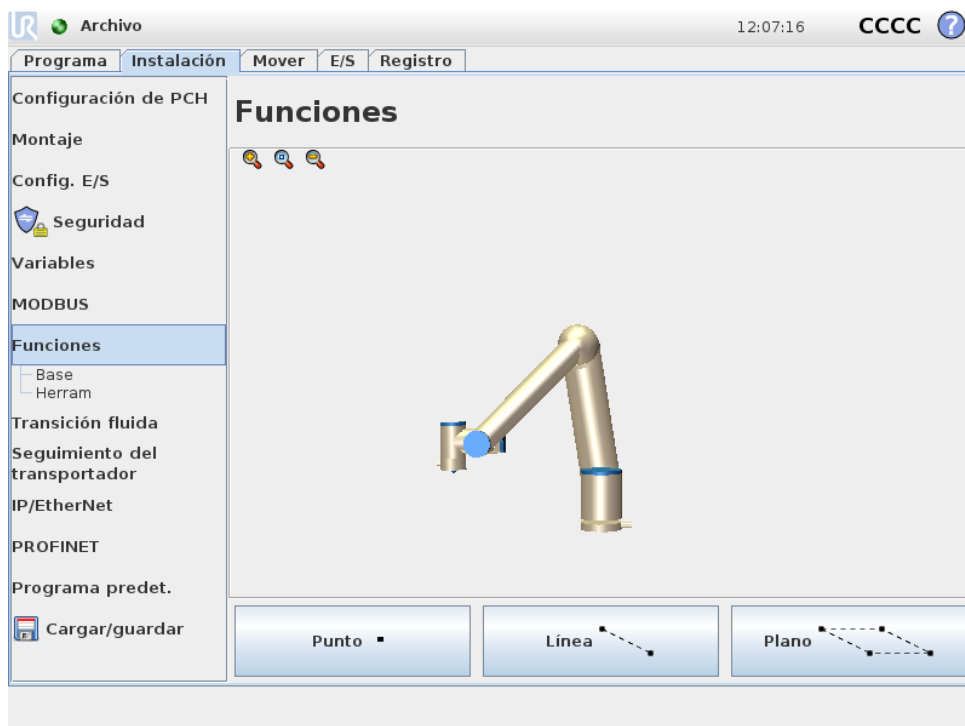 UR Archivo 12:07:16 CCCC ?
Programa Instalación Mover E/S Registro
Configuración de PCH
Montaje
Config. E/S
Seguridad
Variables
MODBUS
Funciones
Base
Herram
Transición fluida
Seguimiento del
transportador
IP/EtherNet
PROFINET
Programa predet.
Cargar/guardar
Funciones
Punto
Línea
Plano